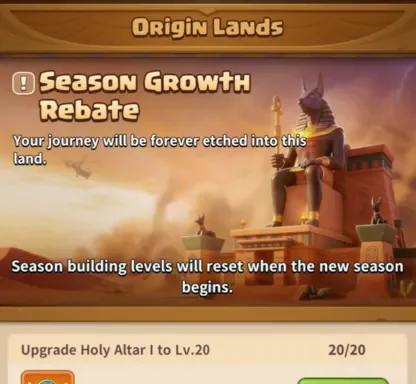 Origin Lands
! Season Growth
Rebate
Your journey will be forever etched into this
land.
Season building levels will reset when the new season
begins.
Upgrade Holy Altar I to Lv.20 20/20